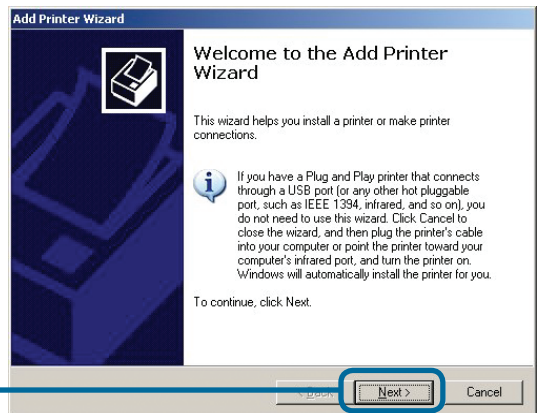 Add Printer Wizard
Welcome to the Add Printer
Wizard
This wizard helps you install a printer or make printer
connections.
If you have a Plug and Play printer that connects
through a USB port (or any other hot pluggable
port, such as IEEE 1394, infrared, and so on), you
do not need to use this wizard. Click Cancel to
close the wizard, and then plug the printer's cable
into your computer or point the printer toward your
computer's infrared port, and turn the printer on.
Windows will automatically install the printer for you.
To continue, click Next.
< Back Next > Cancel